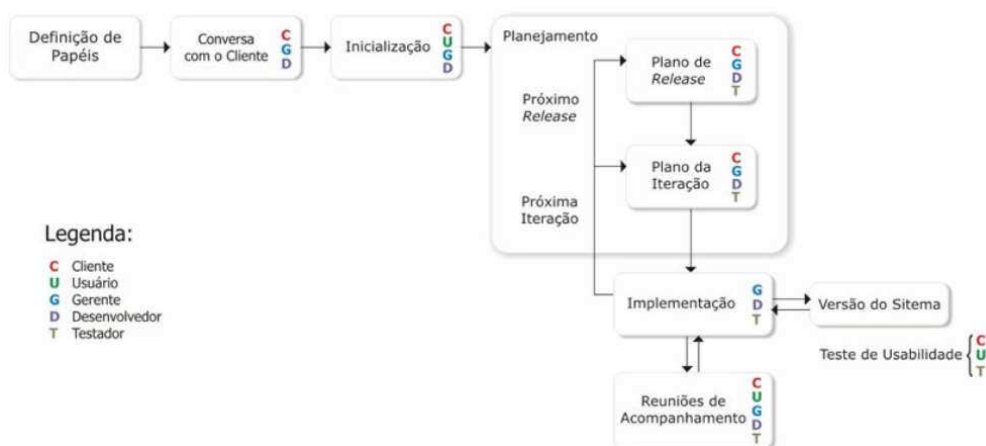 Definição de
Papéis
Conversa
com o Cliente
C
G
D
Inicialização
C
U
G
D
Planejamento
Plano de
Release
C
G
D
T
Próximo
Release
Plano da
Iteração
C
G
D
T
Próxima
Iteração
Legenda:
C Cliente
U Usuário
G Gerente
D Desenvolvedor
T Testador
Implementação
G
D
T
Versão do Sitema
Teste de Usabilidade
C
U
T
Reuniões de
Acompanhamento
C
U
G
D
T